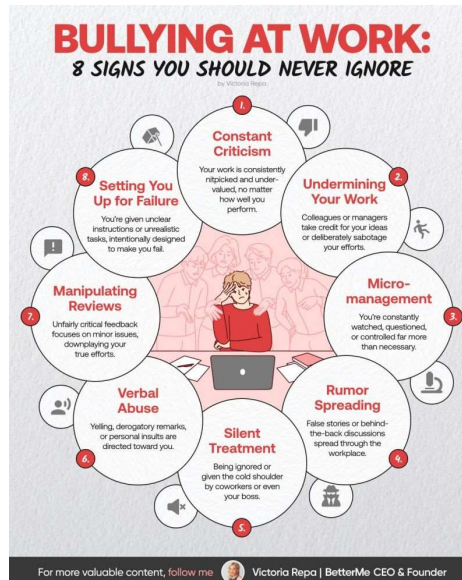 BULLYING AT WORK:
8 SIGNS YOU SHOULD NEVER IGNORE
by Victoria Repa
1.
Constant
Criticism
Your work is consistently
nitpicked and under-
valued, no matter
how well you
perform.
2.
Undermining
Your Work
Colleagues or managers
take credit for your ideas
or deliberately sabotage
your efforts.
3.
Micro-
management
You're constantly
watched, questioned,
or controlled far more
than necessary.
4.
Rumor
Spreading
False stories or behind-
the-back discussions
spread through the
workplace.
5.
Silent
Treatment
Being ignored or
given the cold shoulder
by coworkers or even
your boss.
6.
Verbal
Abuse
Yelling, derogatory remarks,
or personal insults are
directed toward you.
7.
Manipulating
Reviews
Unfairly critical feedback
focuses on minor issues,
downplaying your
true efforts.
8.
Setting You
Up for Failure
You're given unclear
instructions or unrealistic
tasks, intentionally designed
to make you fail.
For more valuable content, follow me Victoria Repa | BetterMe CEO & Founder